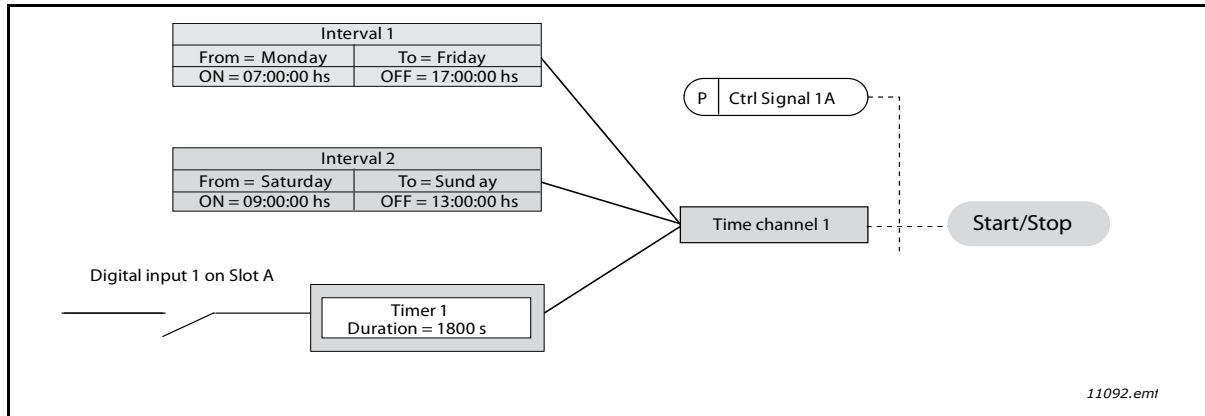 Interval 1
From = Monday To = Friday
ON = 07:00:00 hs OFF = 17:00:00 hs
P Ctrl Signal 1A
Interval 2
From = Saturday To = Sund ay
ON = 09:00:00 hs OFF = 13:00:00 hs
Time channel 1
Start/Stop
Digital input 1 on Slot A
Timer 1
Duration = 1800 s
11092.emf